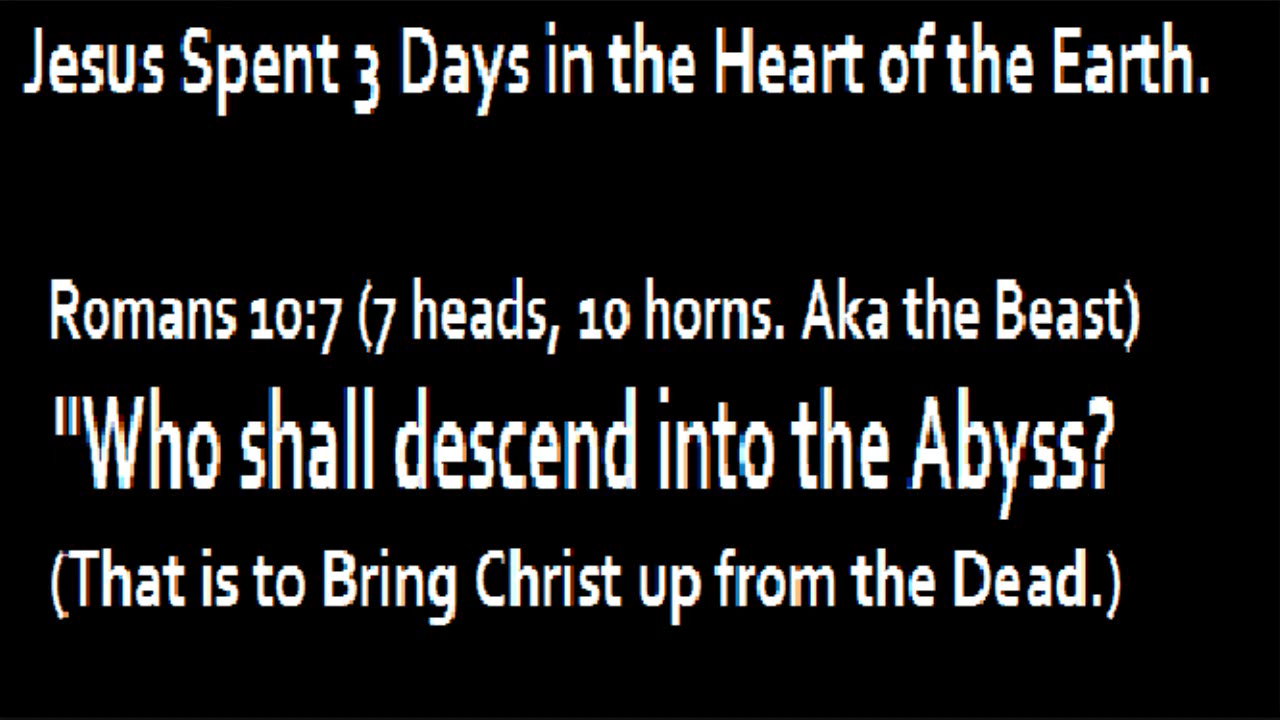 Jesus Spent 3 Days in the Heart of the Earth.
Romans 10:7 (7 heads, 10 horns. Aka the Beast)
"Who shall descend into the Abyss?
(That is to Bring Christ up from the Dead.)